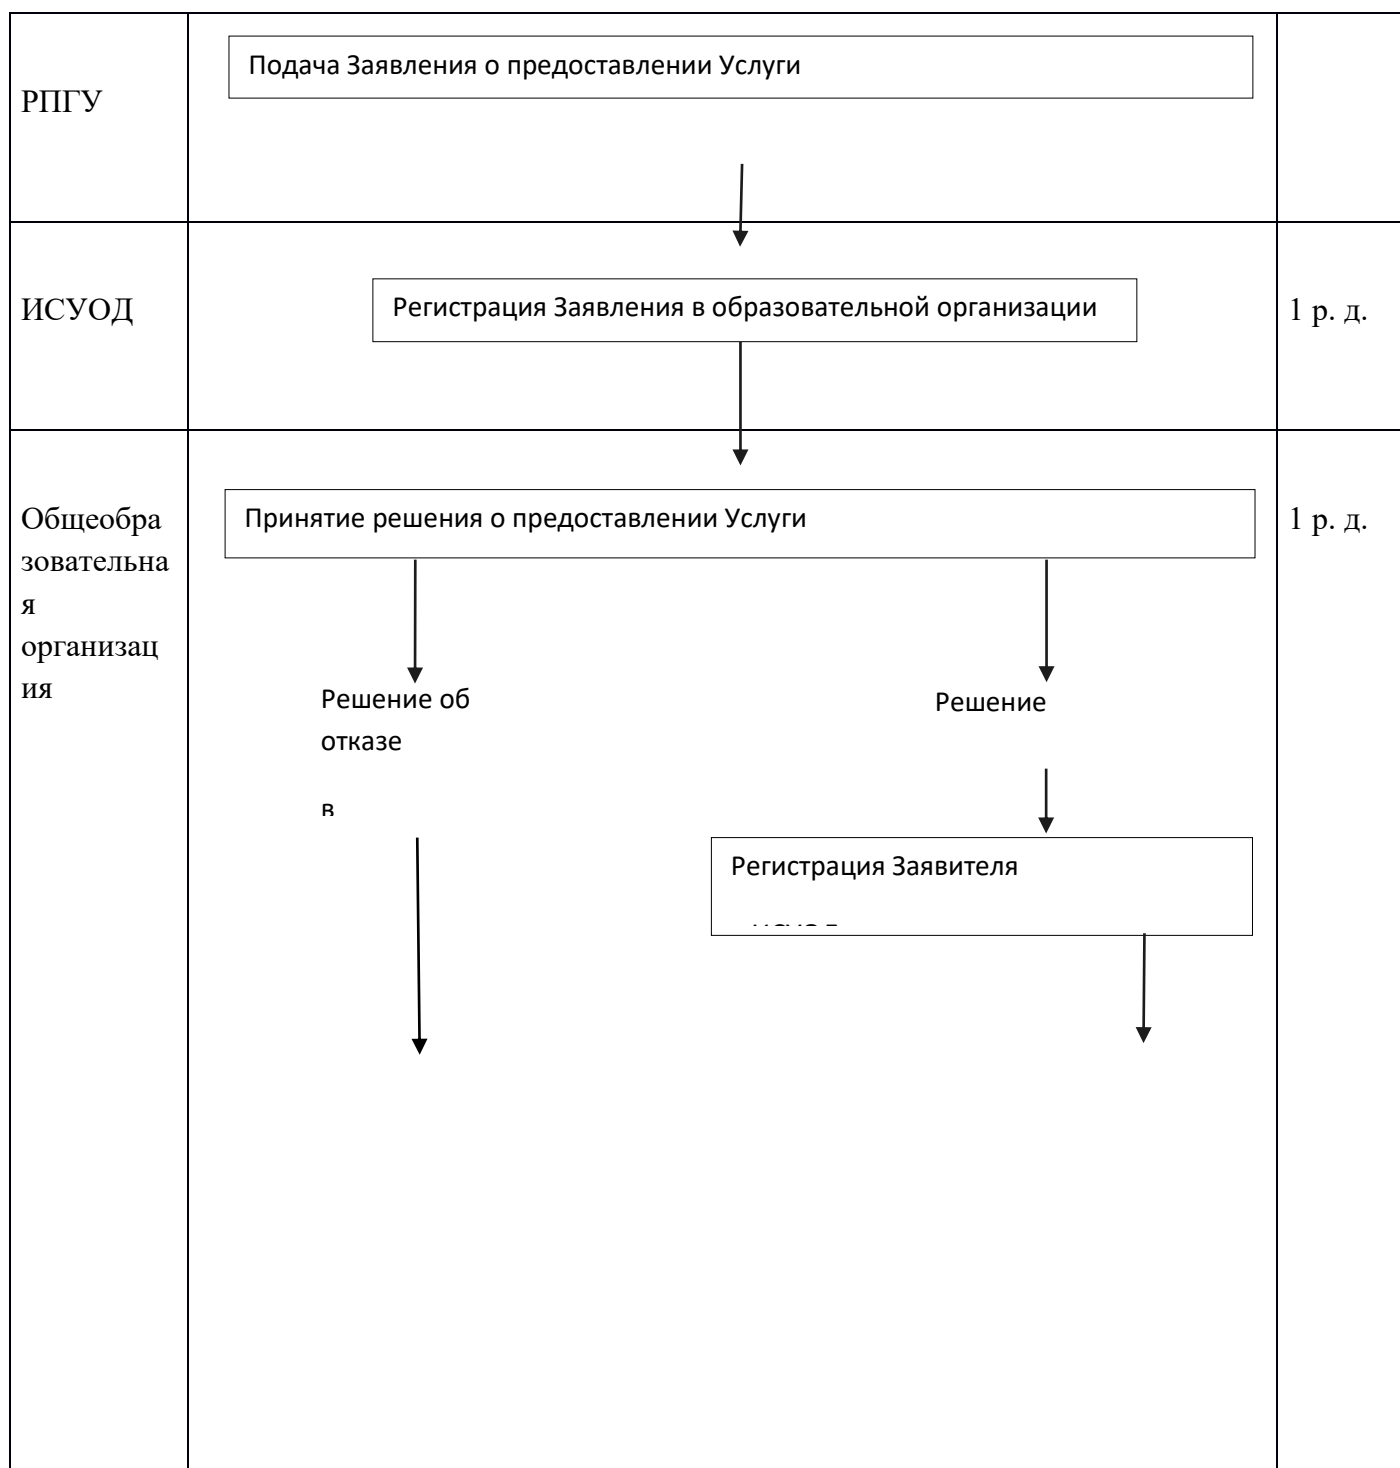 Подача Заявления о предоставлении Услуги
РПГУ
ИСУОД
Регистрация Заявления в образовательной организации
1 р. д.
Общеобра
зовательна
я
организац
ия
Принятие решения о предоставлении Услуги
1 р. д.
Решение об
отказе
в
Решение
Регистрация Заявителя